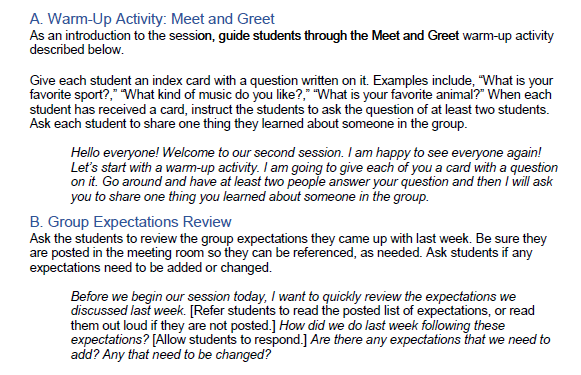 A. Warm-Up Activity: Meet and Greet
As an introduction to the session, guide students through the Meet and Greet warm-up activity
described below.
Give each student an index card with a question written on it. Examples include, “What is your
favorite sport?,” “What kind of music do you like?,” “What is your favorite animal?” When each
student has received a card, instruct the students to ask the question of at least two students.
Ask each student to share one thing they learned about someone in the group.
Hello everyone! Welcome to our second session. I am happy to see everyone again!
Let’s start with a warm-up activity. I am going to give each of you a card with a question
on it. Go around and have at least two people answer your question and then I will ask
you to share one thing you learned about someone in the group.
B. Group Expectations Review
Ask the students to review the group expectations they came up with last week. Be sure they
are posted in the meeting room so they can be referenced, as needed. Ask students if any
expectations need to be added or changed.
Before we begin our session today, I want to quickly review the expectations we
discussed last week. [Refer students to read the posted list of expectations, or read
them out loud if they are not posted.] How did we do last week following these
expectations? [Allow students to respond.] Are there any expectations that we need to
add? Any that need to be changed?